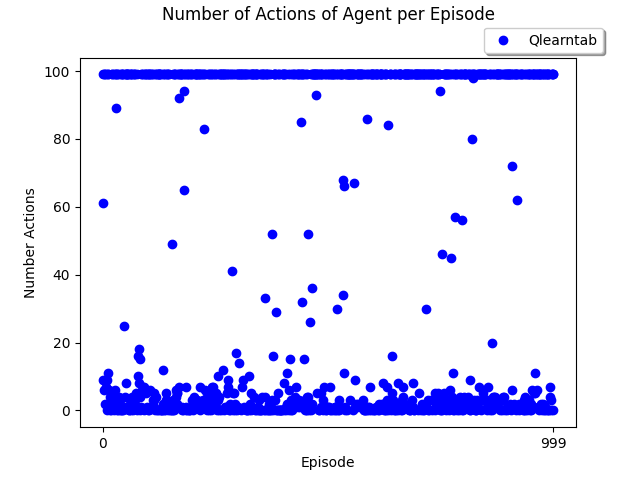 Number of Actions of Agent per Episode
Qlearntab
100
80
60
40
20
0
Number Actions
0
999
Episode